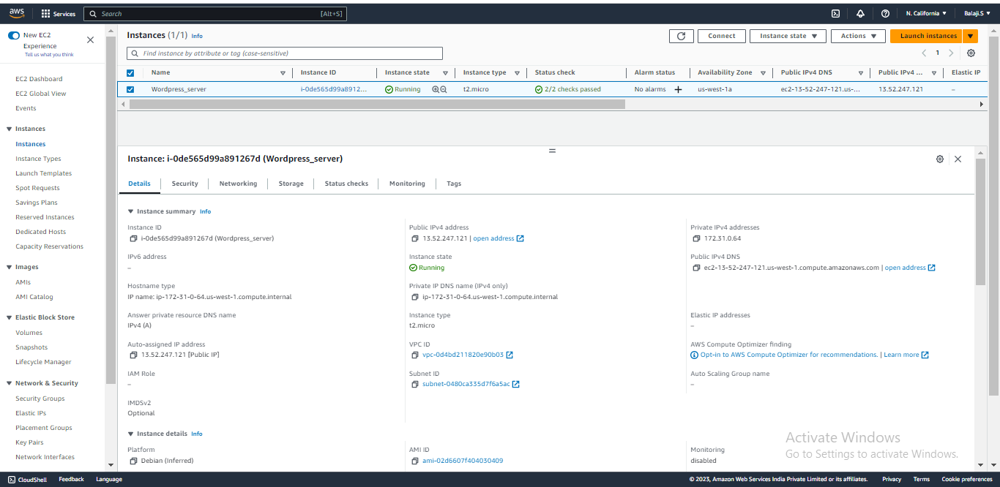 aws Services Search [Alt+S] N. California Balaji.S
New EC2 Experience
Tell us what you think
EC2 Dashboard
EC2 Global View
Events
Instances
Instances
Instance Types
Launch Templates
Spot Requests
Savings Plans
Reserved Instances
Dedicated Hosts
Capacity Reservations
Images
AMIs
AMI Catalog
Elastic Block Store
Volumes
Snapshots
Lifecycle Manager
Network & Security
Security Groups
Elastic IPs
Placement Groups
Key Pairs
Network Interfaces
Instances (1/1) Info Connect Instance state Actions Launch instances
Find instance by attribute or tag (case-sensitive) 1
Name Instance ID Instance state Instance type Status check Alarm status Availability Zone Public IPv4 DNS Public IPv4 ... Elastic IP
Wordpress_server i-0de565d99a8912... Running t2.micro 2/2 checks passed No alarms + us-west-1a ec2-13-52-247-121.us-... 13.52.247.121 –
Instance: i-0de565d99a891267d (Wordpress_server)
Details Security Networking Storage Status checks Monitoring Tags
Instance summary Info
Instance ID Public IPv4 address Private IPv4 addresses
i-0de565d99a891267d (Wordpress_server) 13.52.247.121 | open address 172.31.0.64
IPv6 address Instance state Public IPv4 DNS
– Running ec2-13-52-247-121.us-west-1.compute.amazonaws.com | open address
Hostname type Private IP DNS name (IPv4 only)
IP name: ip-172-31-0-64.us-west-1.compute.internal ip-172-31-0-64.us-west-1.compute.internal
Answer private resource DNS name Instance type Elastic IP addresses
IPv4 (A) t2.micro –
Auto-assigned IP address VPC ID AWS Compute Optimizer finding
13.52.247.121 [Public IP] vpc-0d4bd211820e90b03 Opt-in to AWS Compute Optimizer for recommendations. | Learn more
IAM Role Subnet ID Auto Scaling Group name
– subnet-0480ca335d7f6a5ac –
IMDSv2
Optional
Instance details Info
Platform AMI ID Monitoring
Debian (Inferred) ami-02d6607f404030409 disabled
Activate Windows
Go to Settings to activate Windows.
CloudShell Feedback Language © 2023, Amazon Web Services India Private Limited or its affiliates. Privacy Terms Cookie preferences